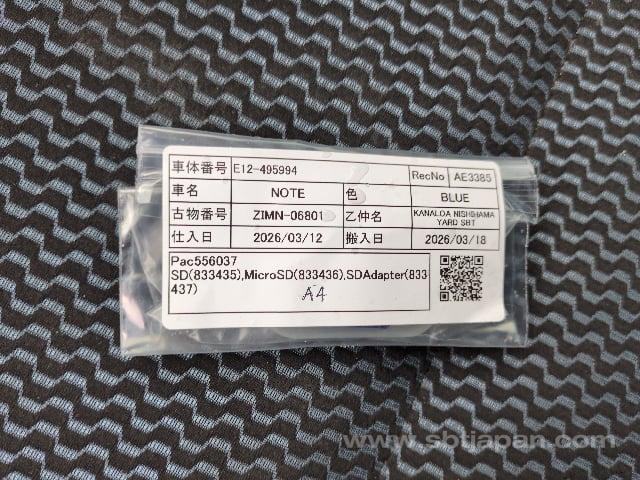 車体番号 E12-495994 RecNo AE3385
車名 NOTE 色 BLUE
古物番号 ZIMN-06801 乙仲名 KANALOA NISHIHAMA YARD SBT
仕入日 2026/03/12 搬入日 2026/03/18
Pac556037
SD(833435),MicroSD(833436),SDAdapter(833
437)
A4
www.sbtjapan.com